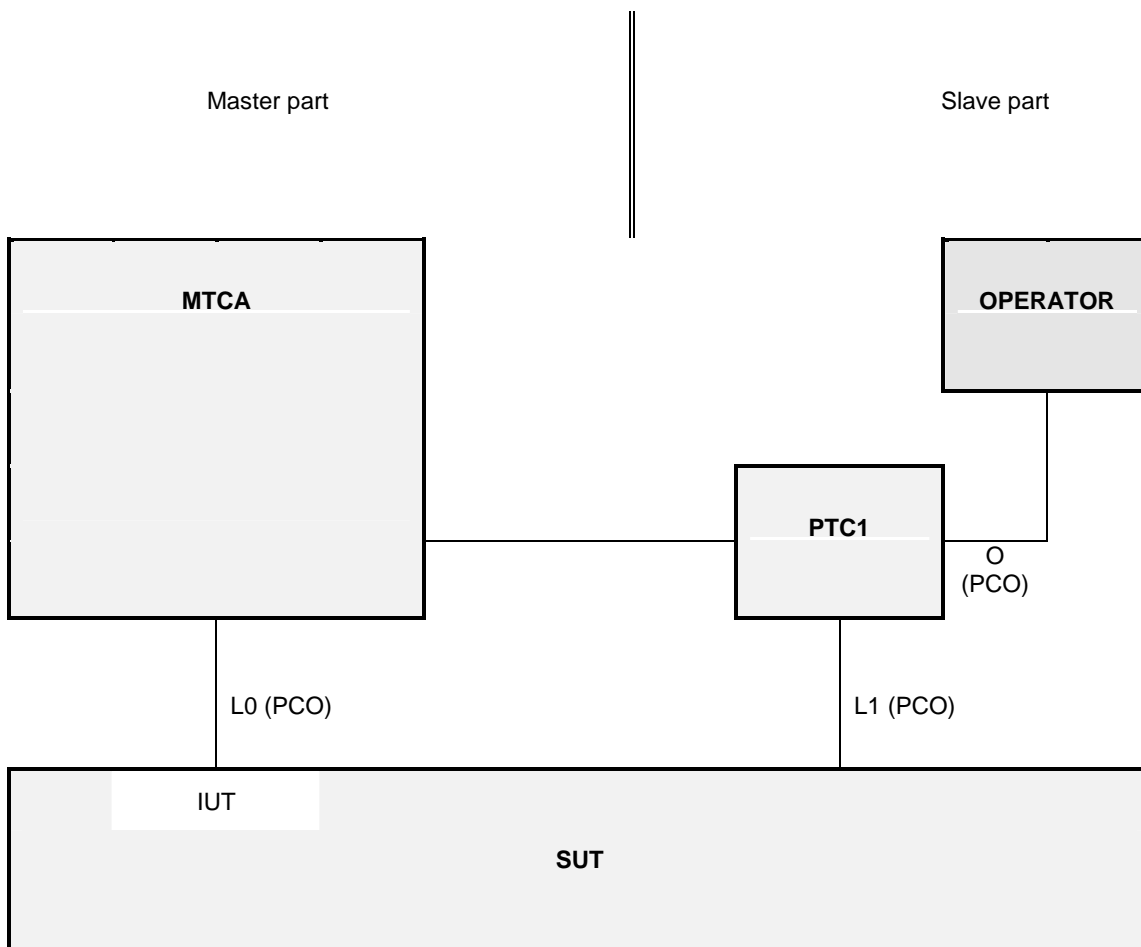 Master part
Slave part
MTCA
OPERATOR
PTC1
O
(PCO)
L0 (PCO)
L1 (PCO)
IUT
SUT